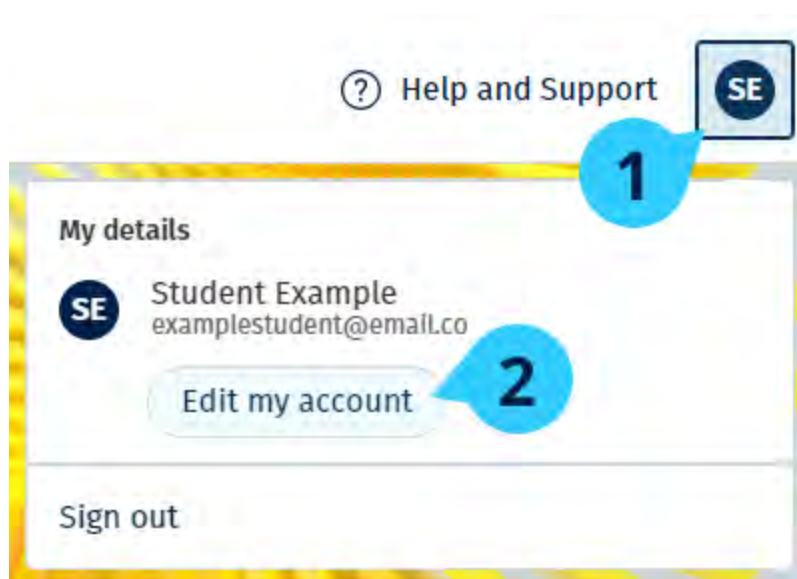 Help and Support
SE
1
My details
SE
Student Example
examplestudent@email.co
Edit my account
2
Sign out